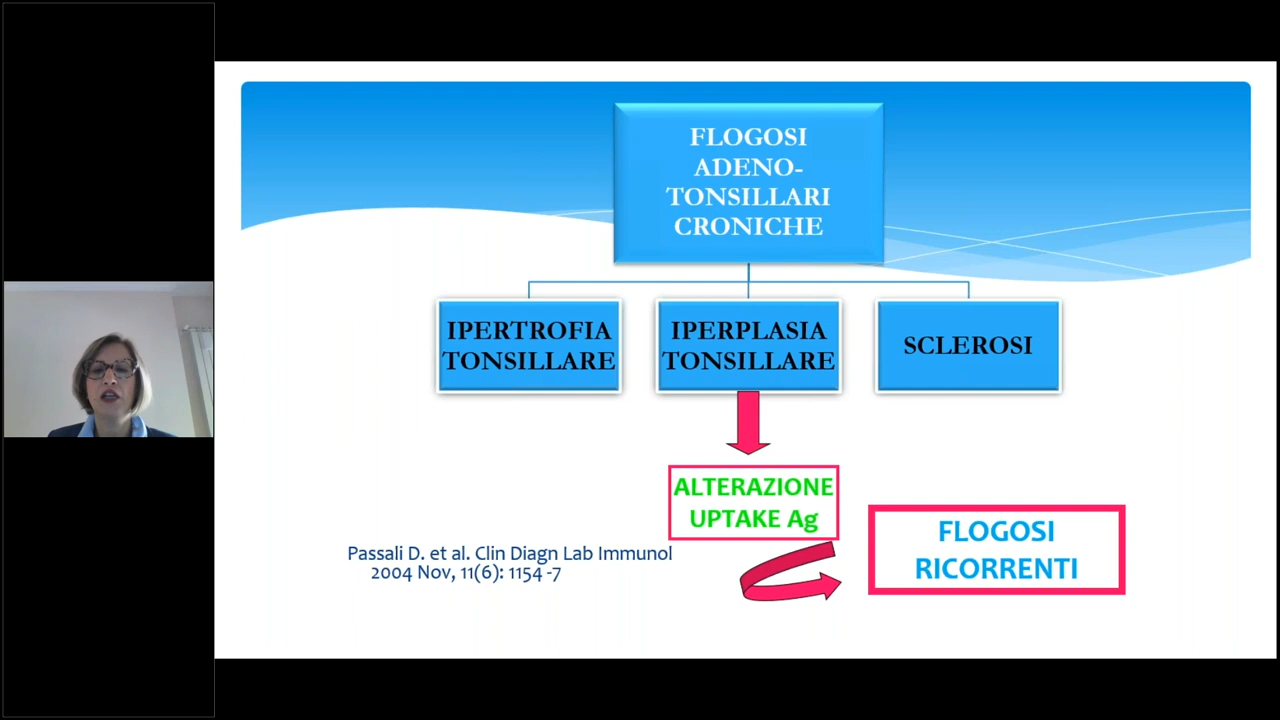 FLOGOSI
ADENO-
TONSILLARI
CRONICHE
IPERTROFIA
TONSILLARE
IPERPLASIA
TONSILLARE
SCLEROSI
ALTERAZIONE
UPTAKE Ag
FLOGOSI
RICORRENTI
Passali D. et al. Clin Diagn Lab Immunol
2004 Nov, 11(6): 1154 -7